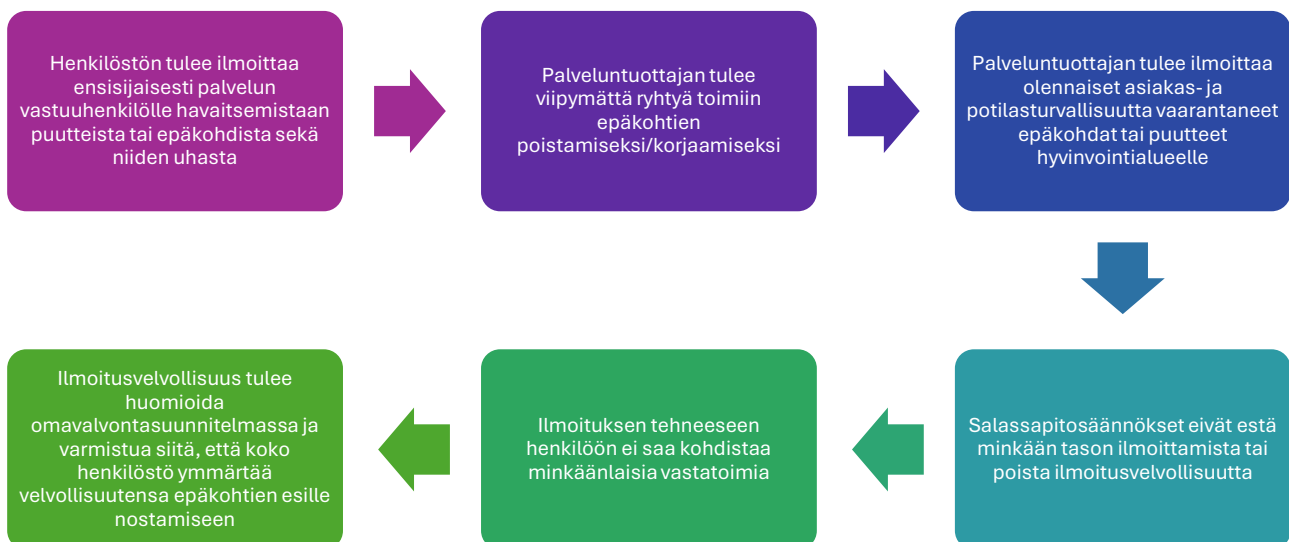 Henkilöstön tulee ilmoittaa
ensisijaisesti palvelun
vastuuhenkilölle havaitsemistaan
puutteista tai epäkohdista sekä
niiden uhasta
Palveluntuottajan tulee
viipymättä ryhtyä toimiin
epäkohtien
poistamiseksi/korjaamiseksi
Palveluntuottajan tulee ilmoittaa
olennaiset asiakas- ja
potilasturvallisuutta vaarantaneet
epäkohdat tai puutteet
hyvinvointialueelle
Salassapitosäännökset eivät estä
minkään tason ilmoittamista tai
poista ilmoitusvelvollisuutta
Ilmoituksen tehneeseen
henkilöön ei saa kohdistaa
minkäänlaisia vastatoimia
Ilmoitusvelvollisuus tulee
huomioida
omavalvontasuunnitelmassa ja
varmistua siitä, että koko
henkilöstö ymmärtää
velvollisuutensa epäkohtien esille
nostamiseen